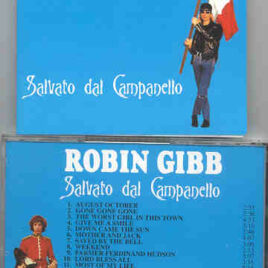 Salvato dal Campanello
ROBIN GIBB
Salvato dal Campanello
1. AUGUST OCTOBER
2. GONE GONE GONE
3. THE WORST GIRL IN THIS TOWN
4. GIVE ME A SMILE
5. DOWN CAME THE SUN
6. MOTHER AND JACK
7. SAVED BY THE BELL
8. WEEKEND
9. FARMER FERDINAND HUDSON
10. LORD BLESS ALL
11. MOST OF MY LIFE